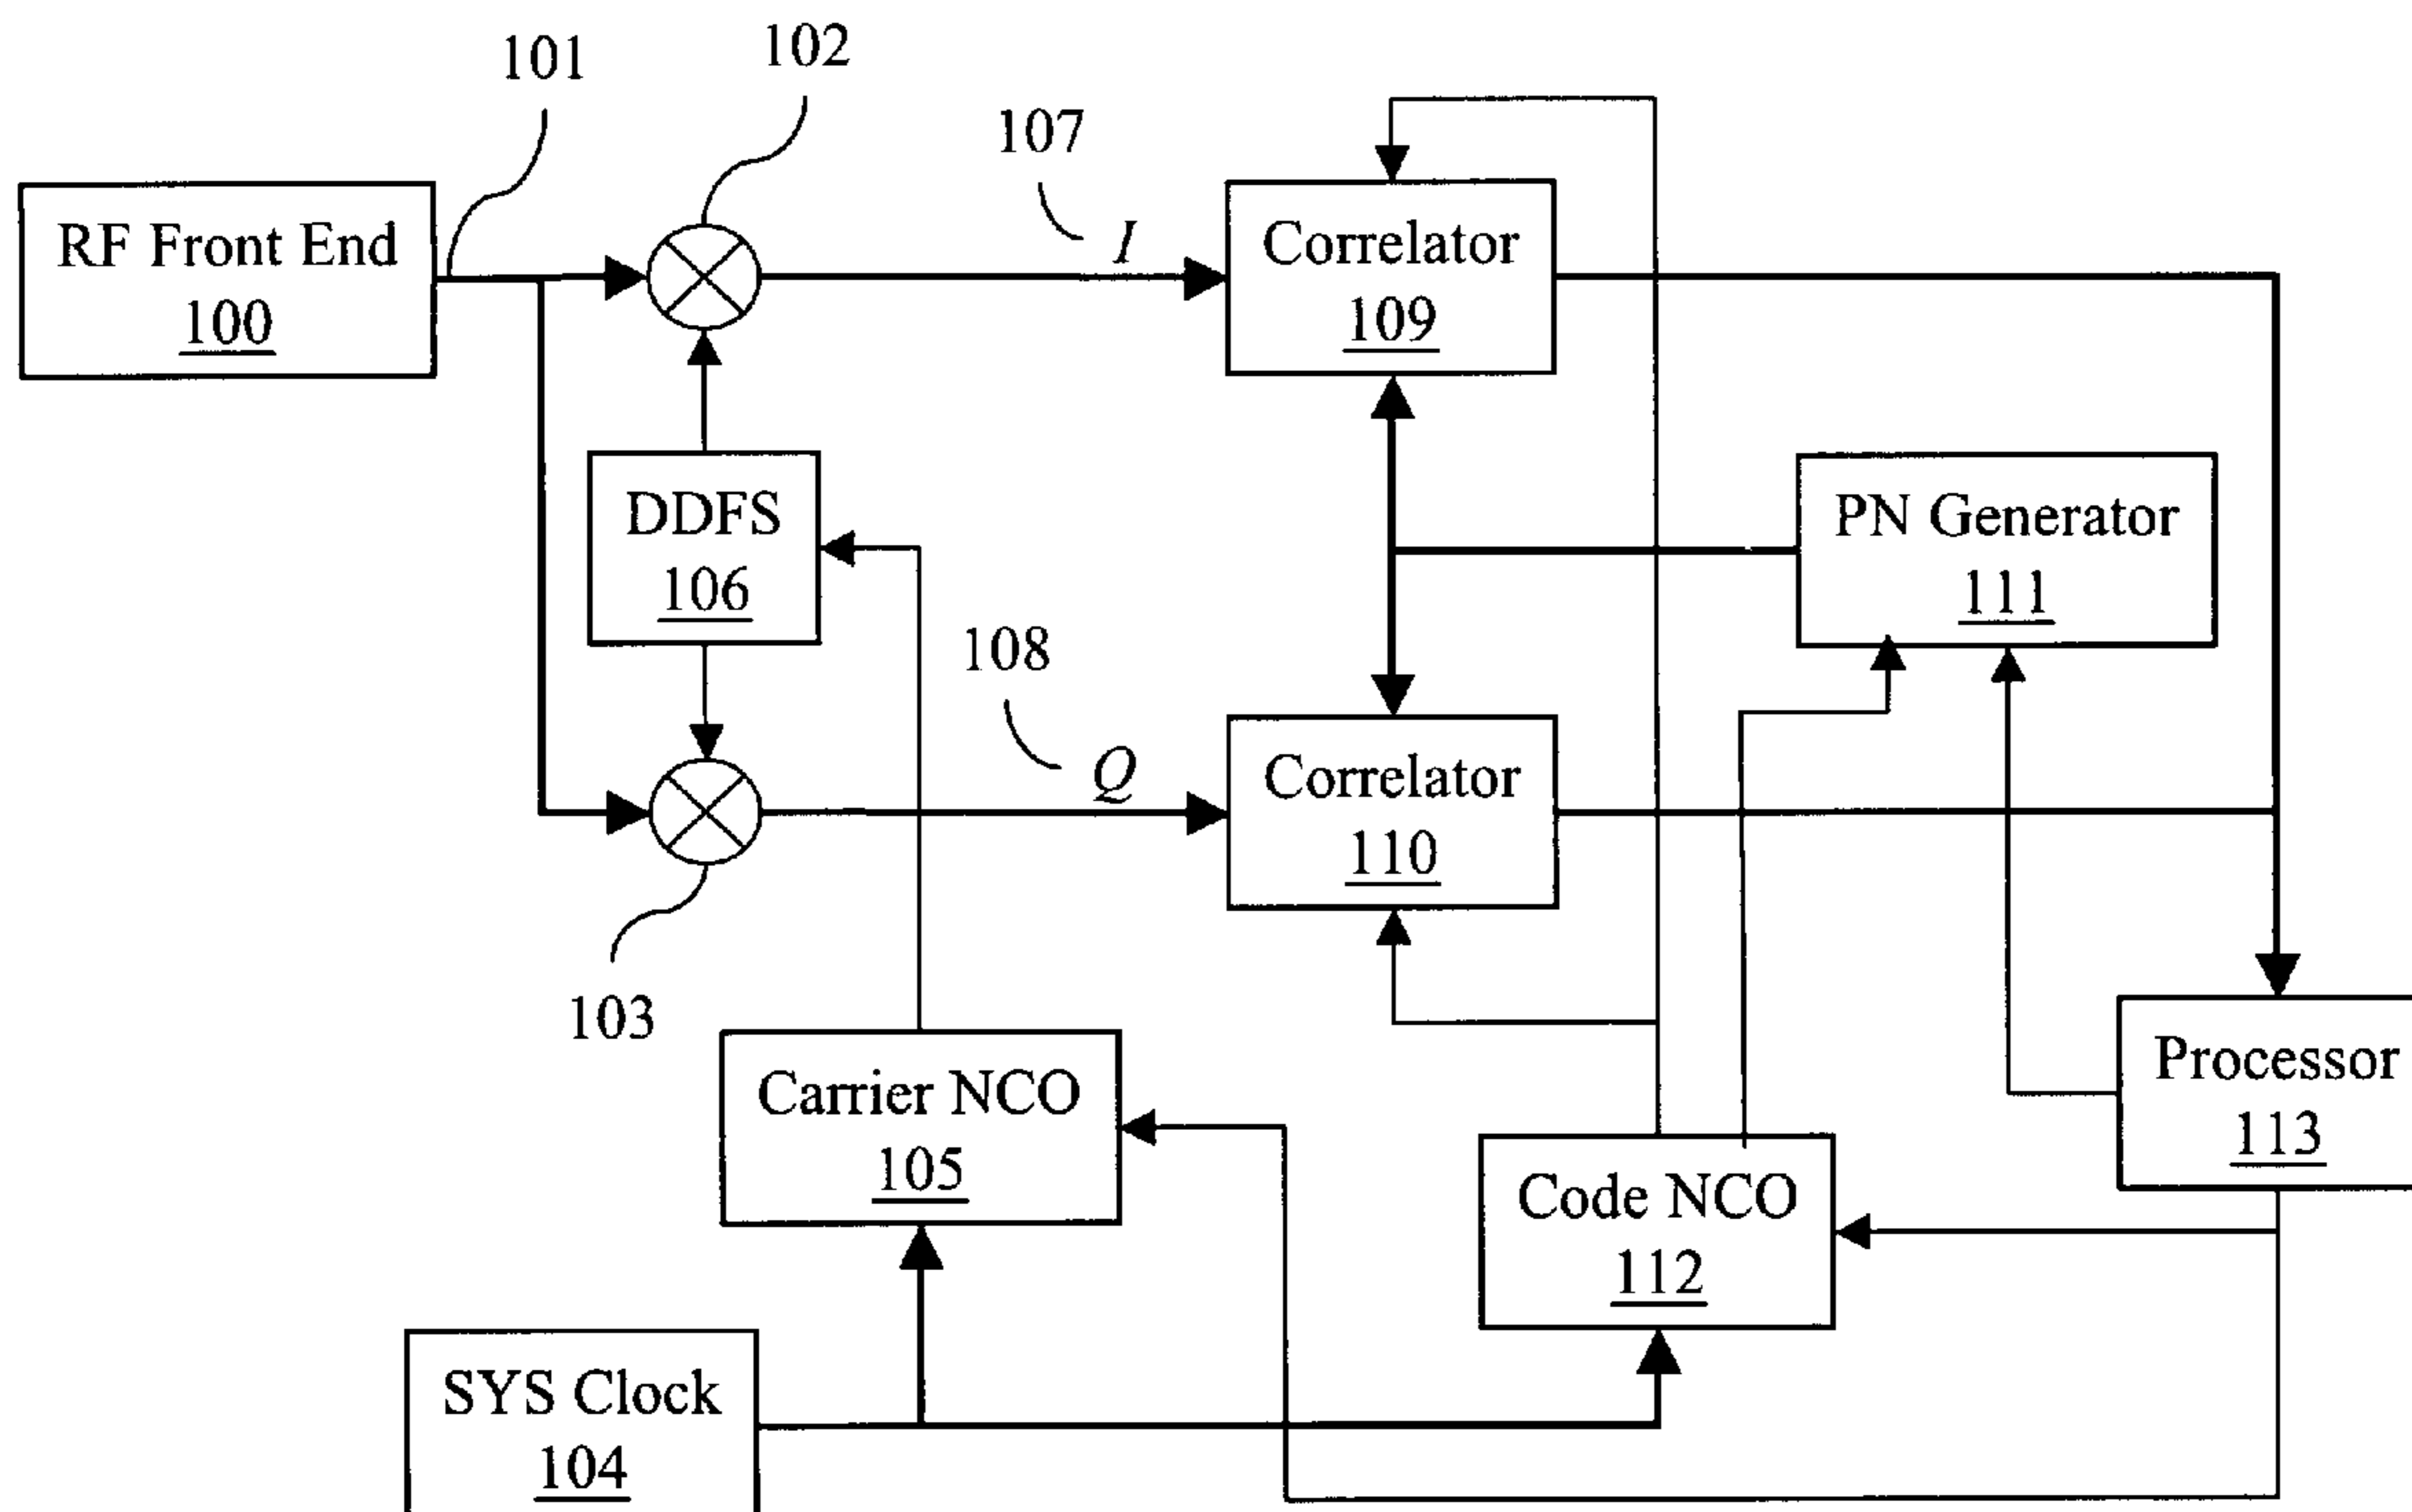 101
102
107
RF Front End
100
I
Correlator
109
DDFS
106
PN Generator
111
108
Q
Correlator
110
103
Carrier NCO
105
Processor
113
Code NCO
112
SYS Clock
104